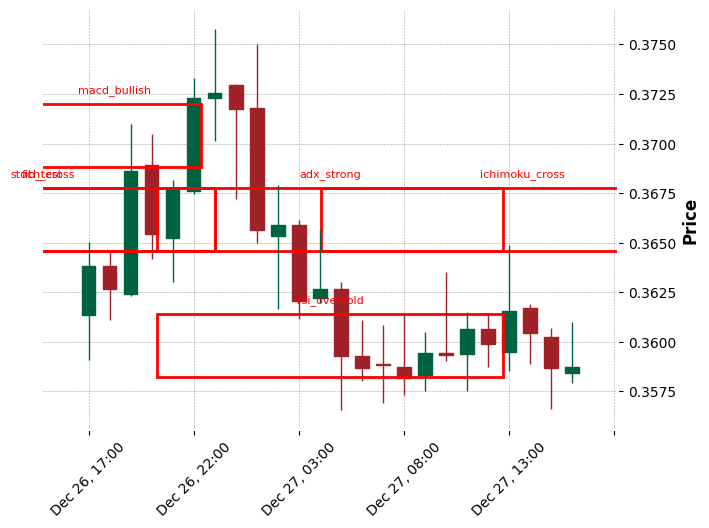 0.3750
macd_bullish
0.3725
0.3700
adx_strong
ichimoku_cross
0.3675
0.3650
0.3625
rsi_oversold
0.3600
0.3575
Price
Dec 26, 17:00
Dec 26, 22:00
Dec 27, 03:00
Dec 27, 08:00
Dec 27, 13:00